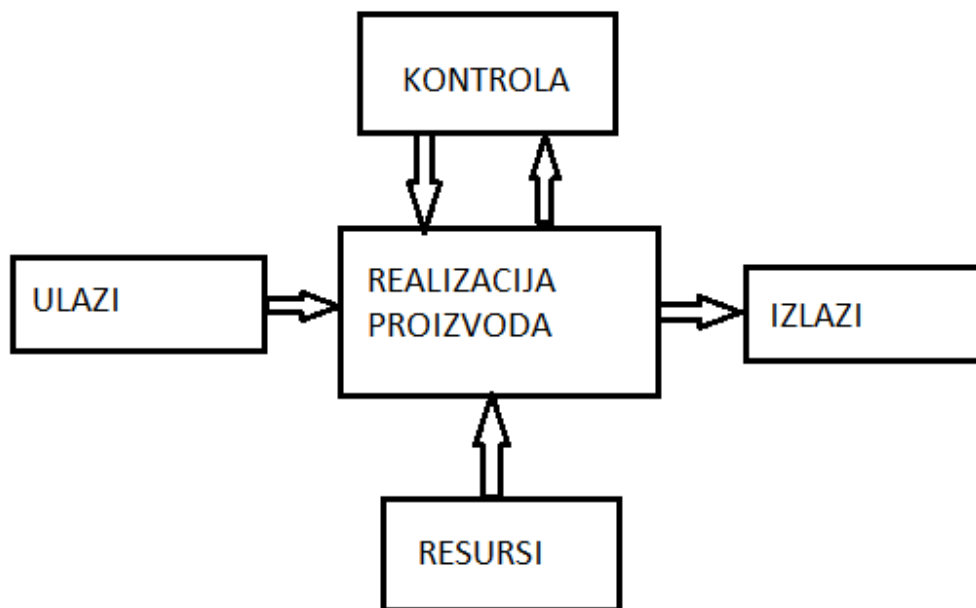 KONTROLA
ULAZI
REALIZACIJA
PROIZVODA
IZLAZI
RESURSI